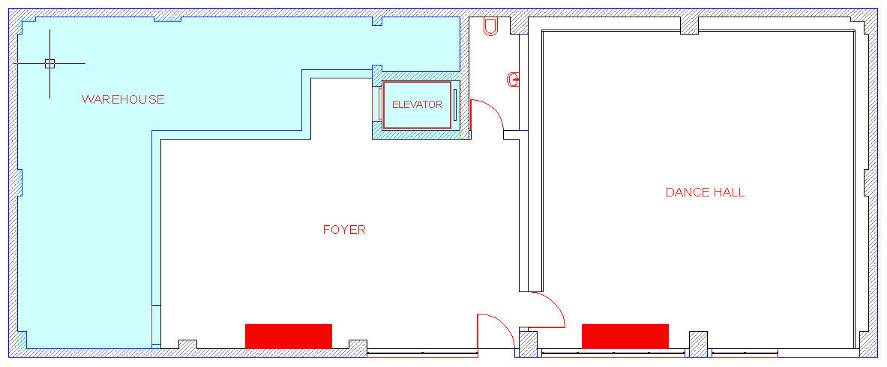 WAREHOUSE
ELEVATOR
DANCE HALL
FOYER